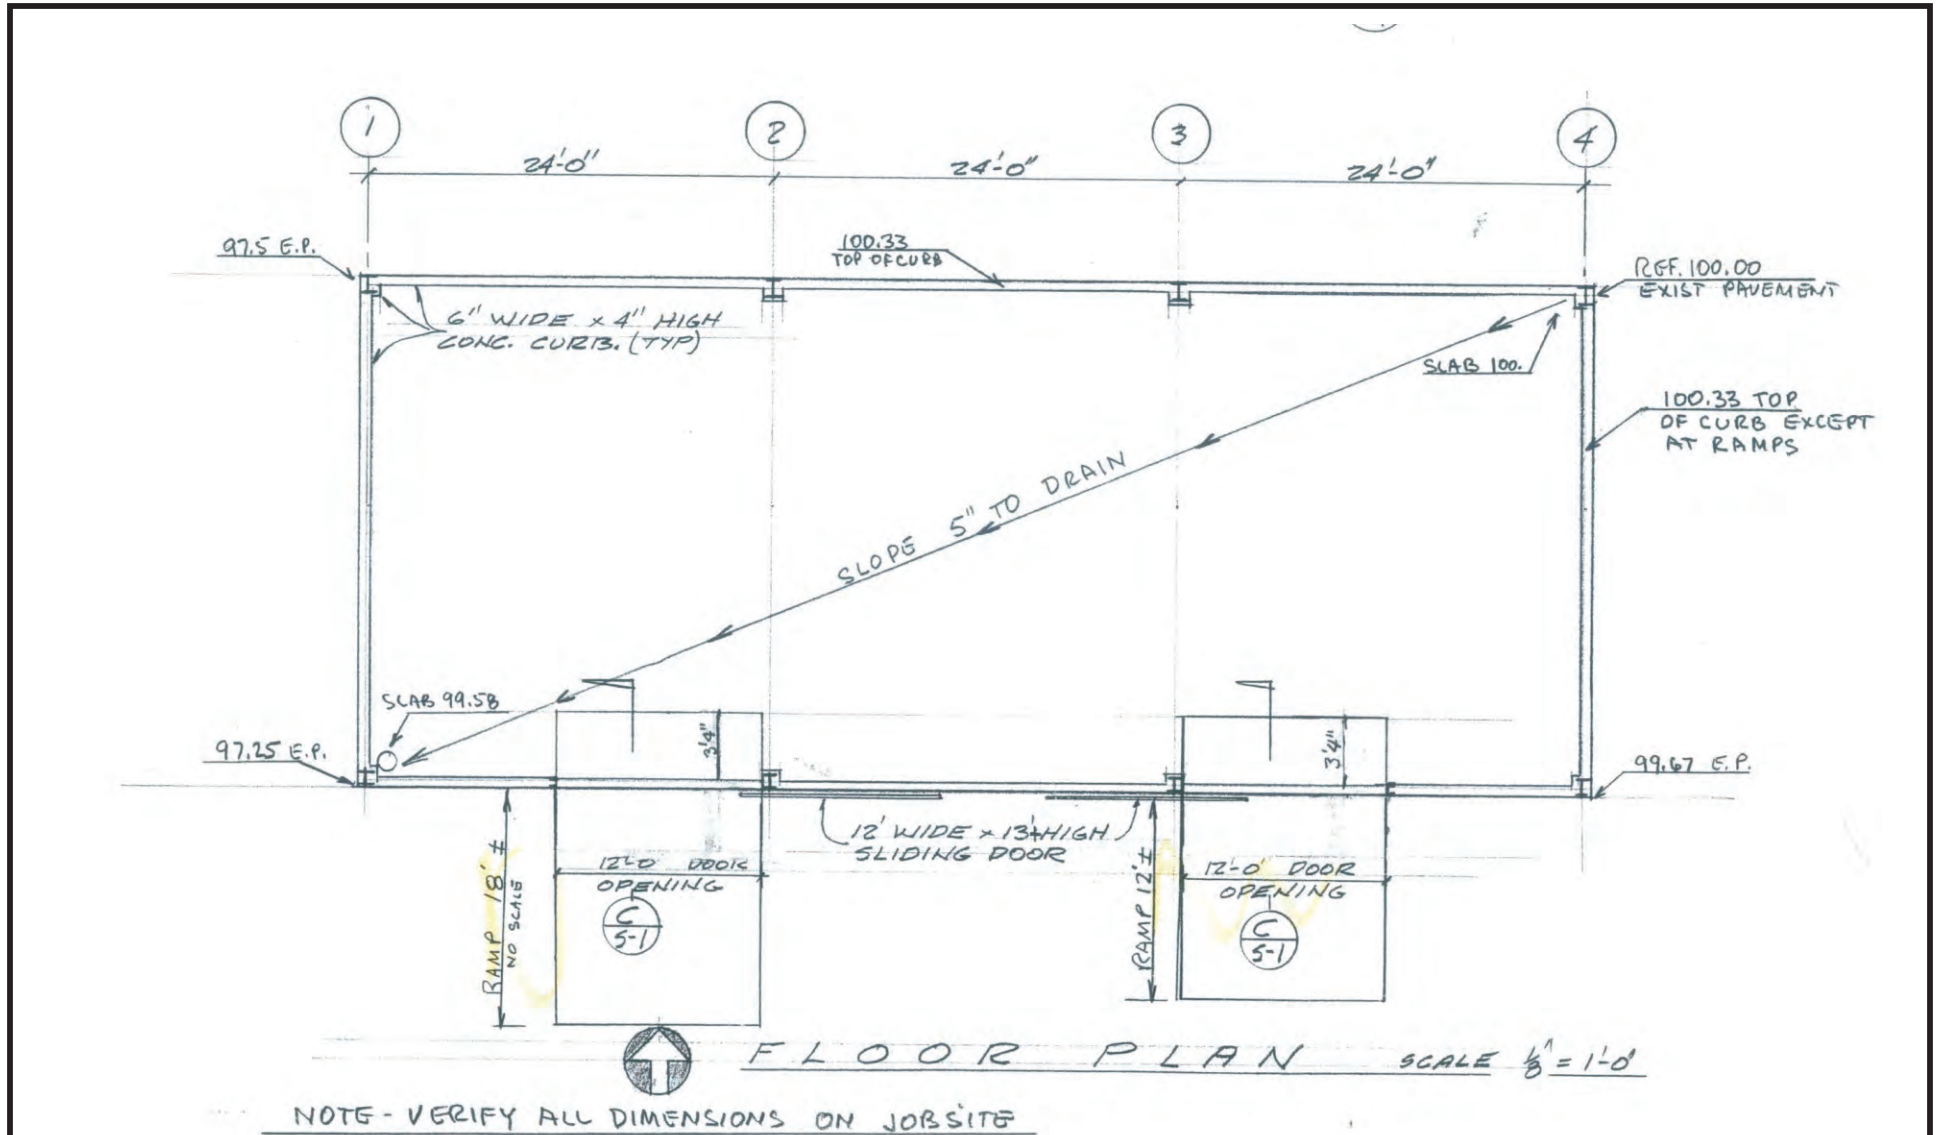 1
2
3
4
24'-0"
24'-0"
24'-0"
97.5 E.P.
100.33
TOP OF CURB
REF. 100.00
EXIST PAVEMENT
6" WIDE x 4" HIGH
CONC. CURB. (TYP)
SLAB 100.
100.33 TOP
OF CURB EXCEPT
AT RAMPS
SLOPE 5" TO DRAIN
SLAB 99.58
97.25 E.P.
3'4"
3'4"
99.67 E.P.
12' WIDE x 13'± HIGH
SLIDING DOOR
RAMP 18' ±
NO SCALE
12'-0 DOOR
OPENING
C
S-1
RAMP 12' ±
12'-0" DOOR
OPENING
C
S-1
FLOOR PLAN SCALE 1/8" = 1'-0"
NOTE - VERIFY ALL DIMENSIONS ON JOBSITE